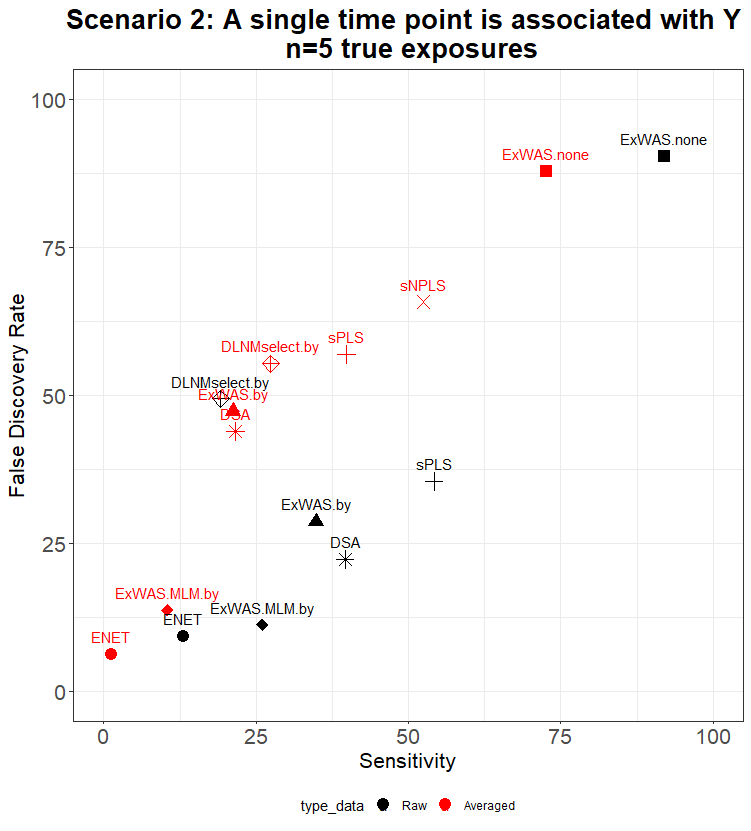 Scenario 2: A single time point is associated with Y
n=5 true exposures
False Discovery Rate
100
75
50
25
0
ExWAS.none
ExWAS.none
sNPLS
sPLS
DLNMselect.by
DLNMselect.by
ExWAS.by
DSA
sPLS
ExWAS.by
DSA
ExWAS.MLM.by
ExWAS.MLM.by
ENET
ENET
0 25 50 75 100
Sensitivity
type_data Raw Averaged